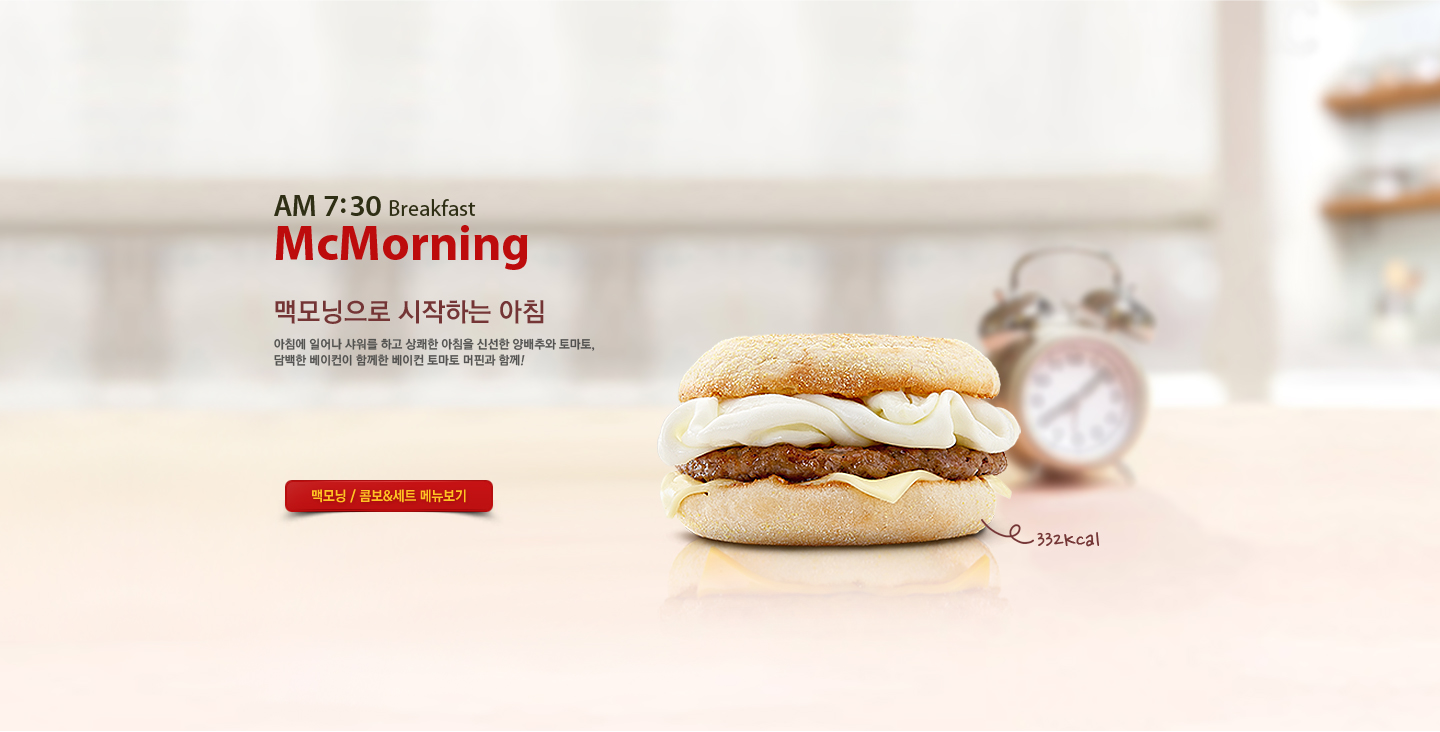 AM 7:30 Breakfast
McMorning
맥모닝으로 시작하는 아침
아침에 일어나 샤워를 하고 상쾌한 아침을 신선한 양배추와 토마토,
담백한 베이컨이 함께한 베이컨 토마토 머핀과 함께!
맥모닝 / 콤보&세트 메뉴보기
332kcal